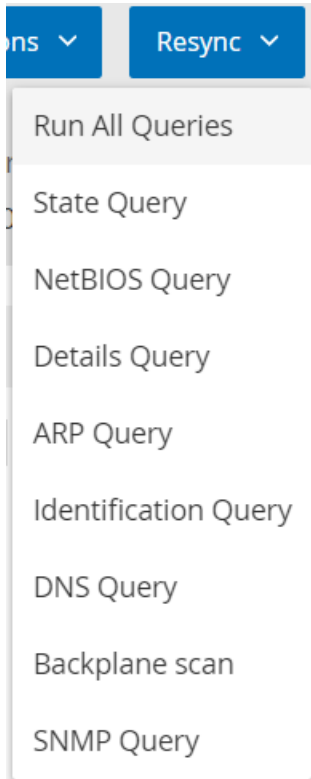 Resync
Run All Queries
State Query
NetBIOS Query
Details Query
ARP Query
Identification Query
DNS Query
Backplane scan
SNMP Query